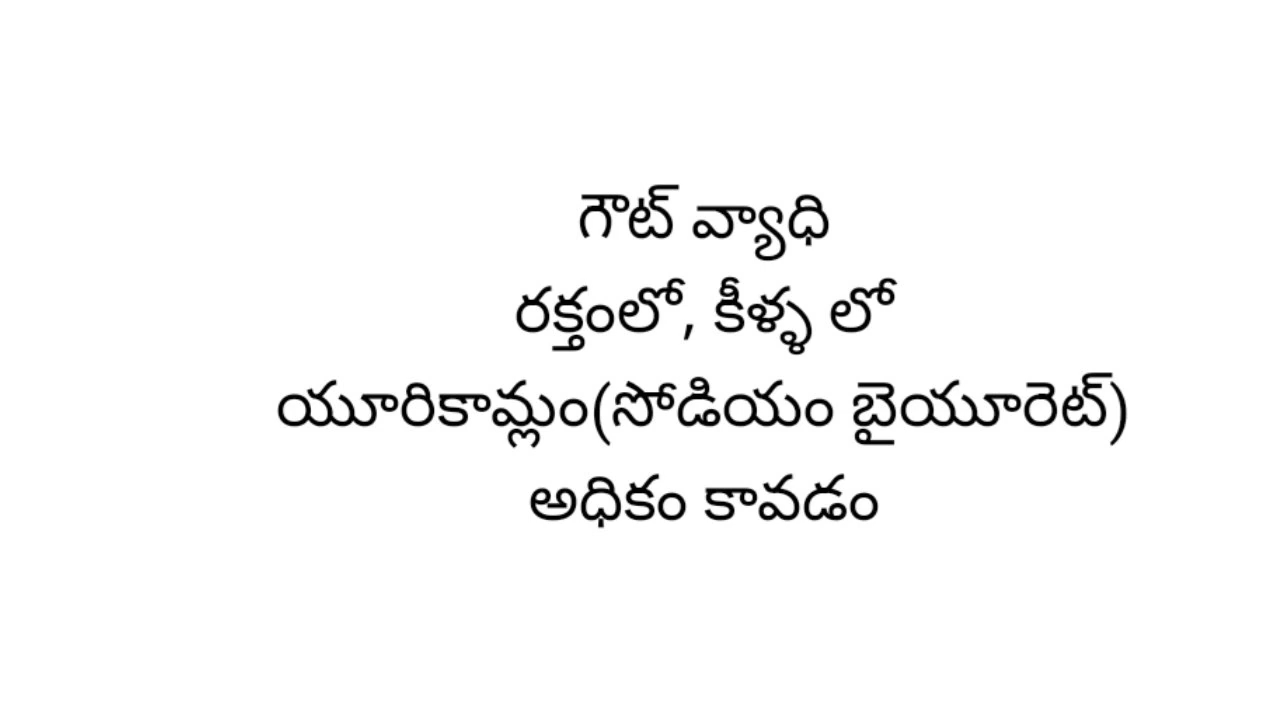 గౌట్ వ్యాధి
రక్తంలో, కీళ్ళ లో
యూరికామ్లం(సోడియం బైయూరెట్)
అధికం కావడం